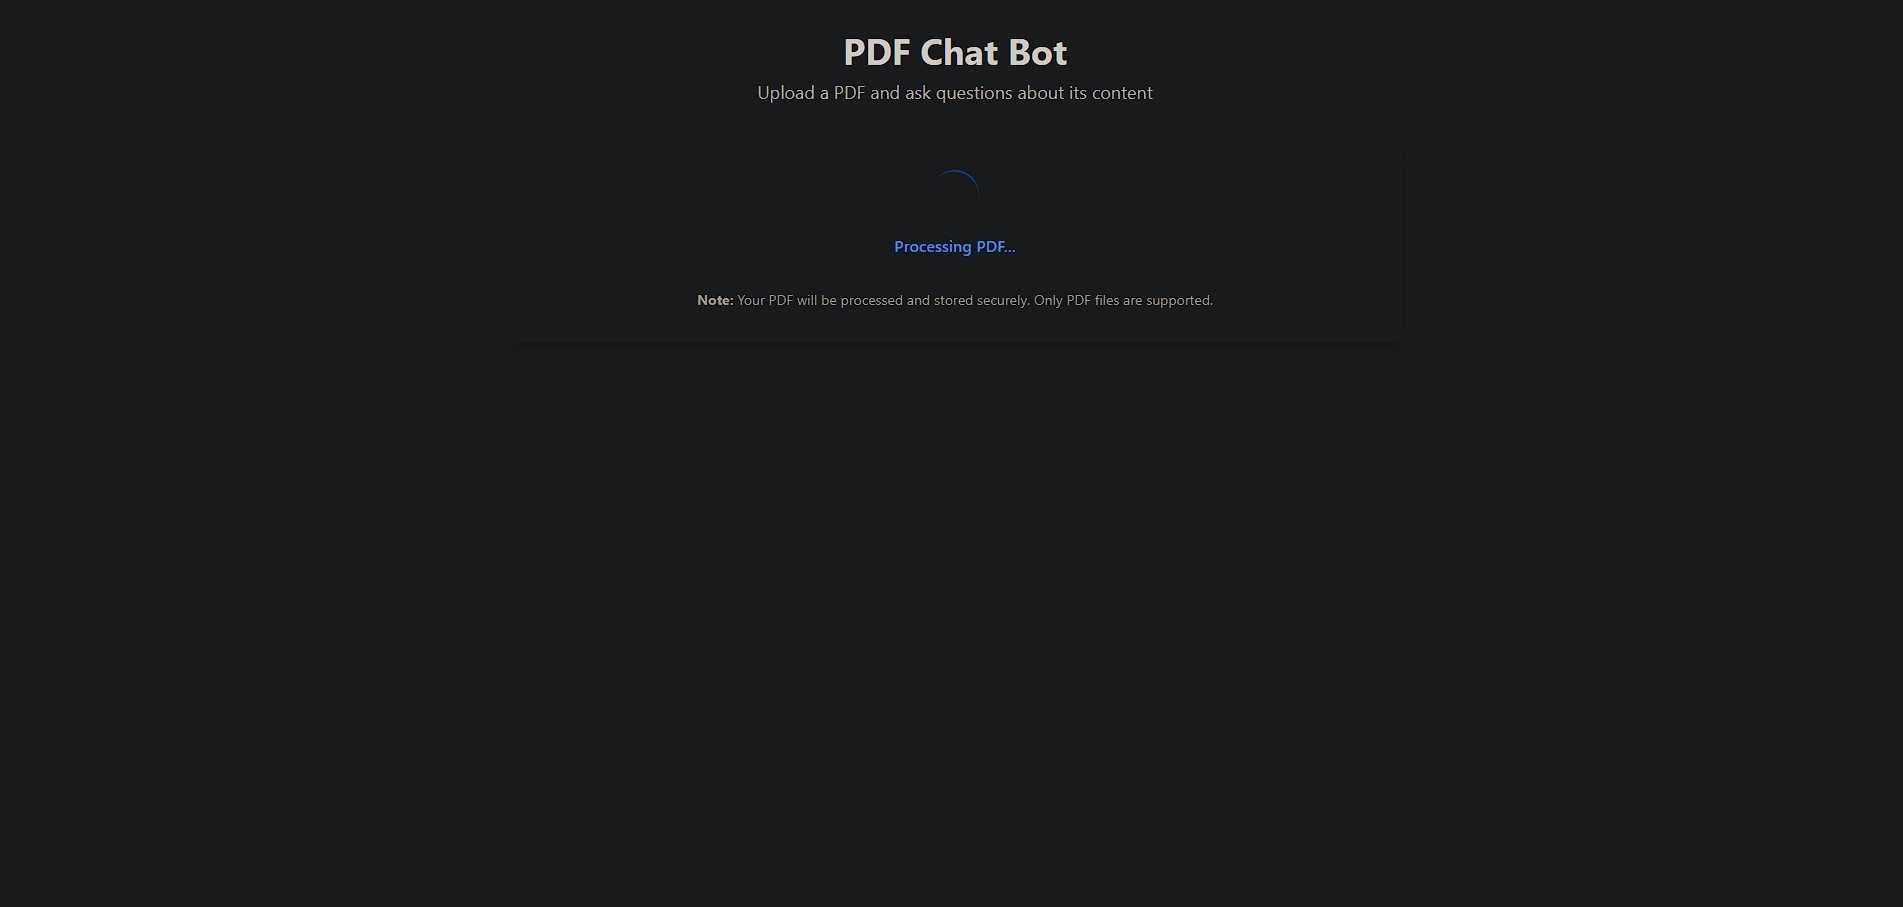 PDF Chat Bot
Upload a PDF and ask questions about its content
Processing PDF...
Note: Your PDF will be processed and stored securely. Only PDF files are supported.